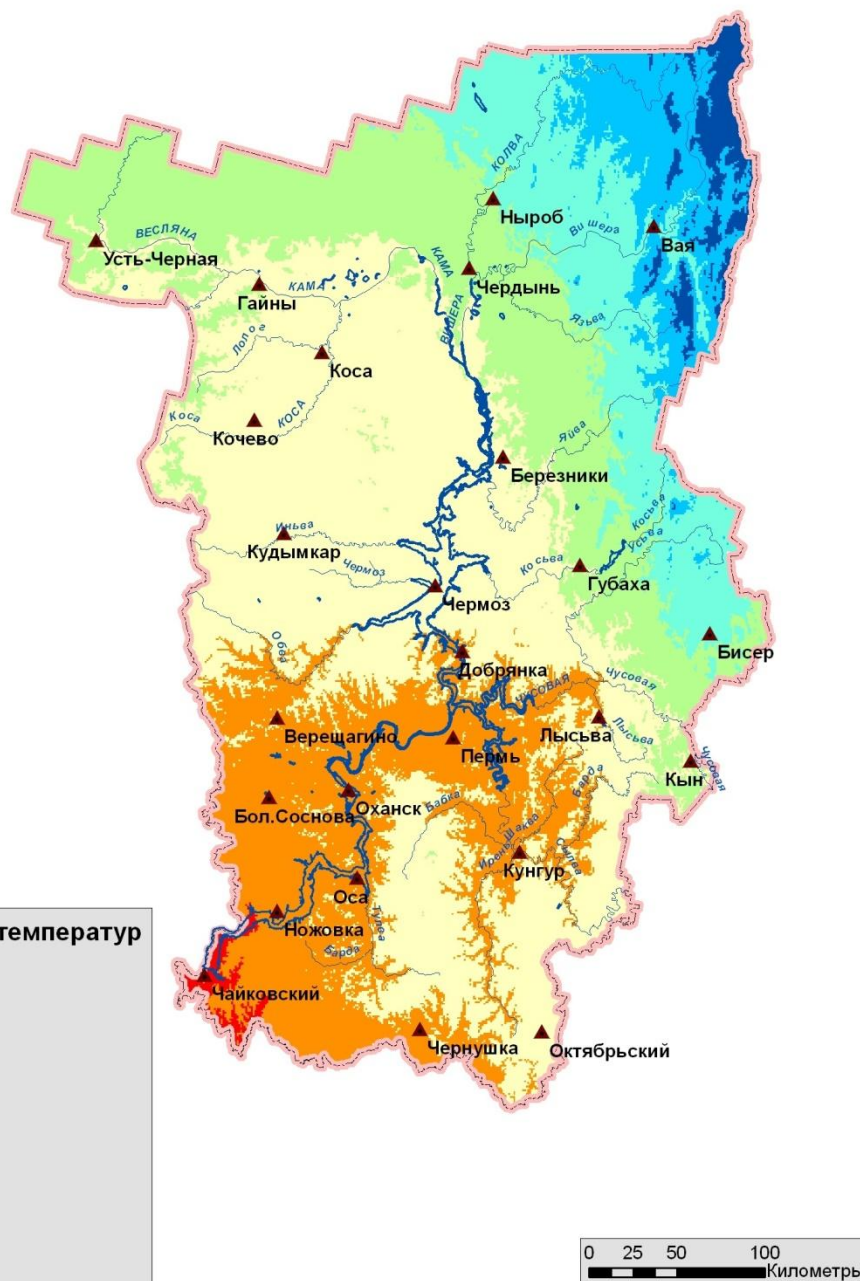 КОЛВА
Ныроб
Вишера
Вая
ВЕСЛЯНА
Усть-Черная
КАМА
Чердынь
КАМА
Гайны
ВИШЕРА
Язьва
Коса
Коса
КОСА
Кочево
Яйва
Березники
Иньва
Кудымкар
Косьва
Усьва
Чермоз
Косьва
Губаха
Чермоз
Обва
Бисер
Добрянка
Чусовая
ЧУСОВАЯ
Верещагино
Пермь
Лысьва
Лысьва
Чусовая
Кын
Барда
Бол.Соснова
Оханск
Бабка
Шаква
Ирень
Сылва
Кунгур
Оса
Ножовка
температур
Тулва
Барда
Чайковский
Чернушка
Октябрьский
0 25 50 100
Километры